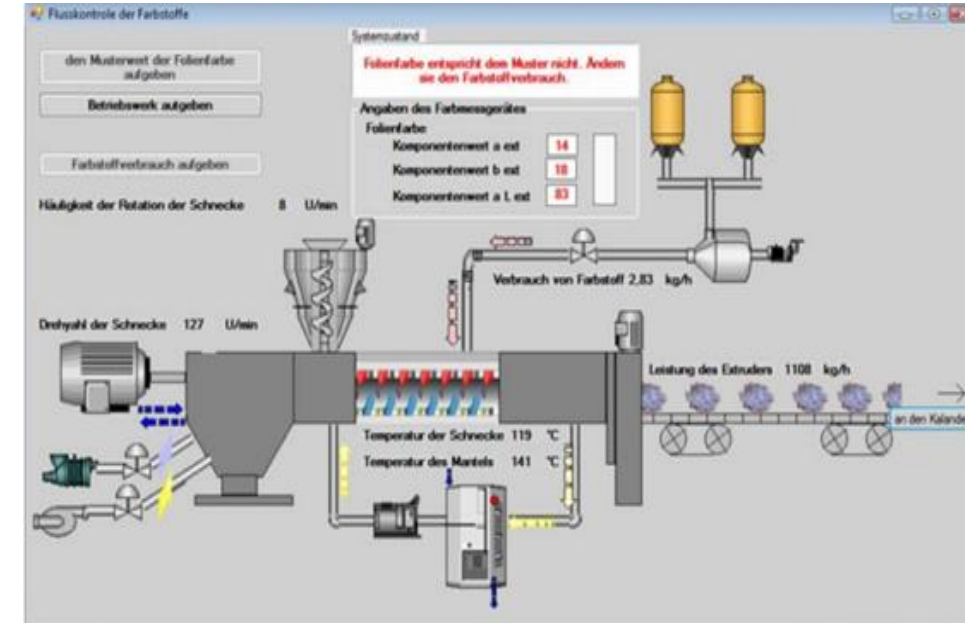 Flusskontrole der Farbstoffe
den Musterwert der Folienfarbe
aufgeben
Betriebswerk aufgeben
Farbstoffverbrauch aufgeben
Systemzustand
Folienfarbe entspricht dem Muster nicht. Ändern
sie den Farbstoffverbrauch.
Angaben des Farbmessgerätes
Folienfarbe
Komponentenwert a ext 14
Komponentenwert b ext 18
Komponentenwert a L ext 83
Häuligkeit der Rotation der Schnecke 8 U/min
Verbrauch von Farbstoff 2,83 kg/h
Drehyahl der Schnecke 127 U/min
Leistung des Extruders 1108 kg/h
an den Kalande
Temperatur der Schnecke 119 °C
Temperatur des Mantels 141 °C